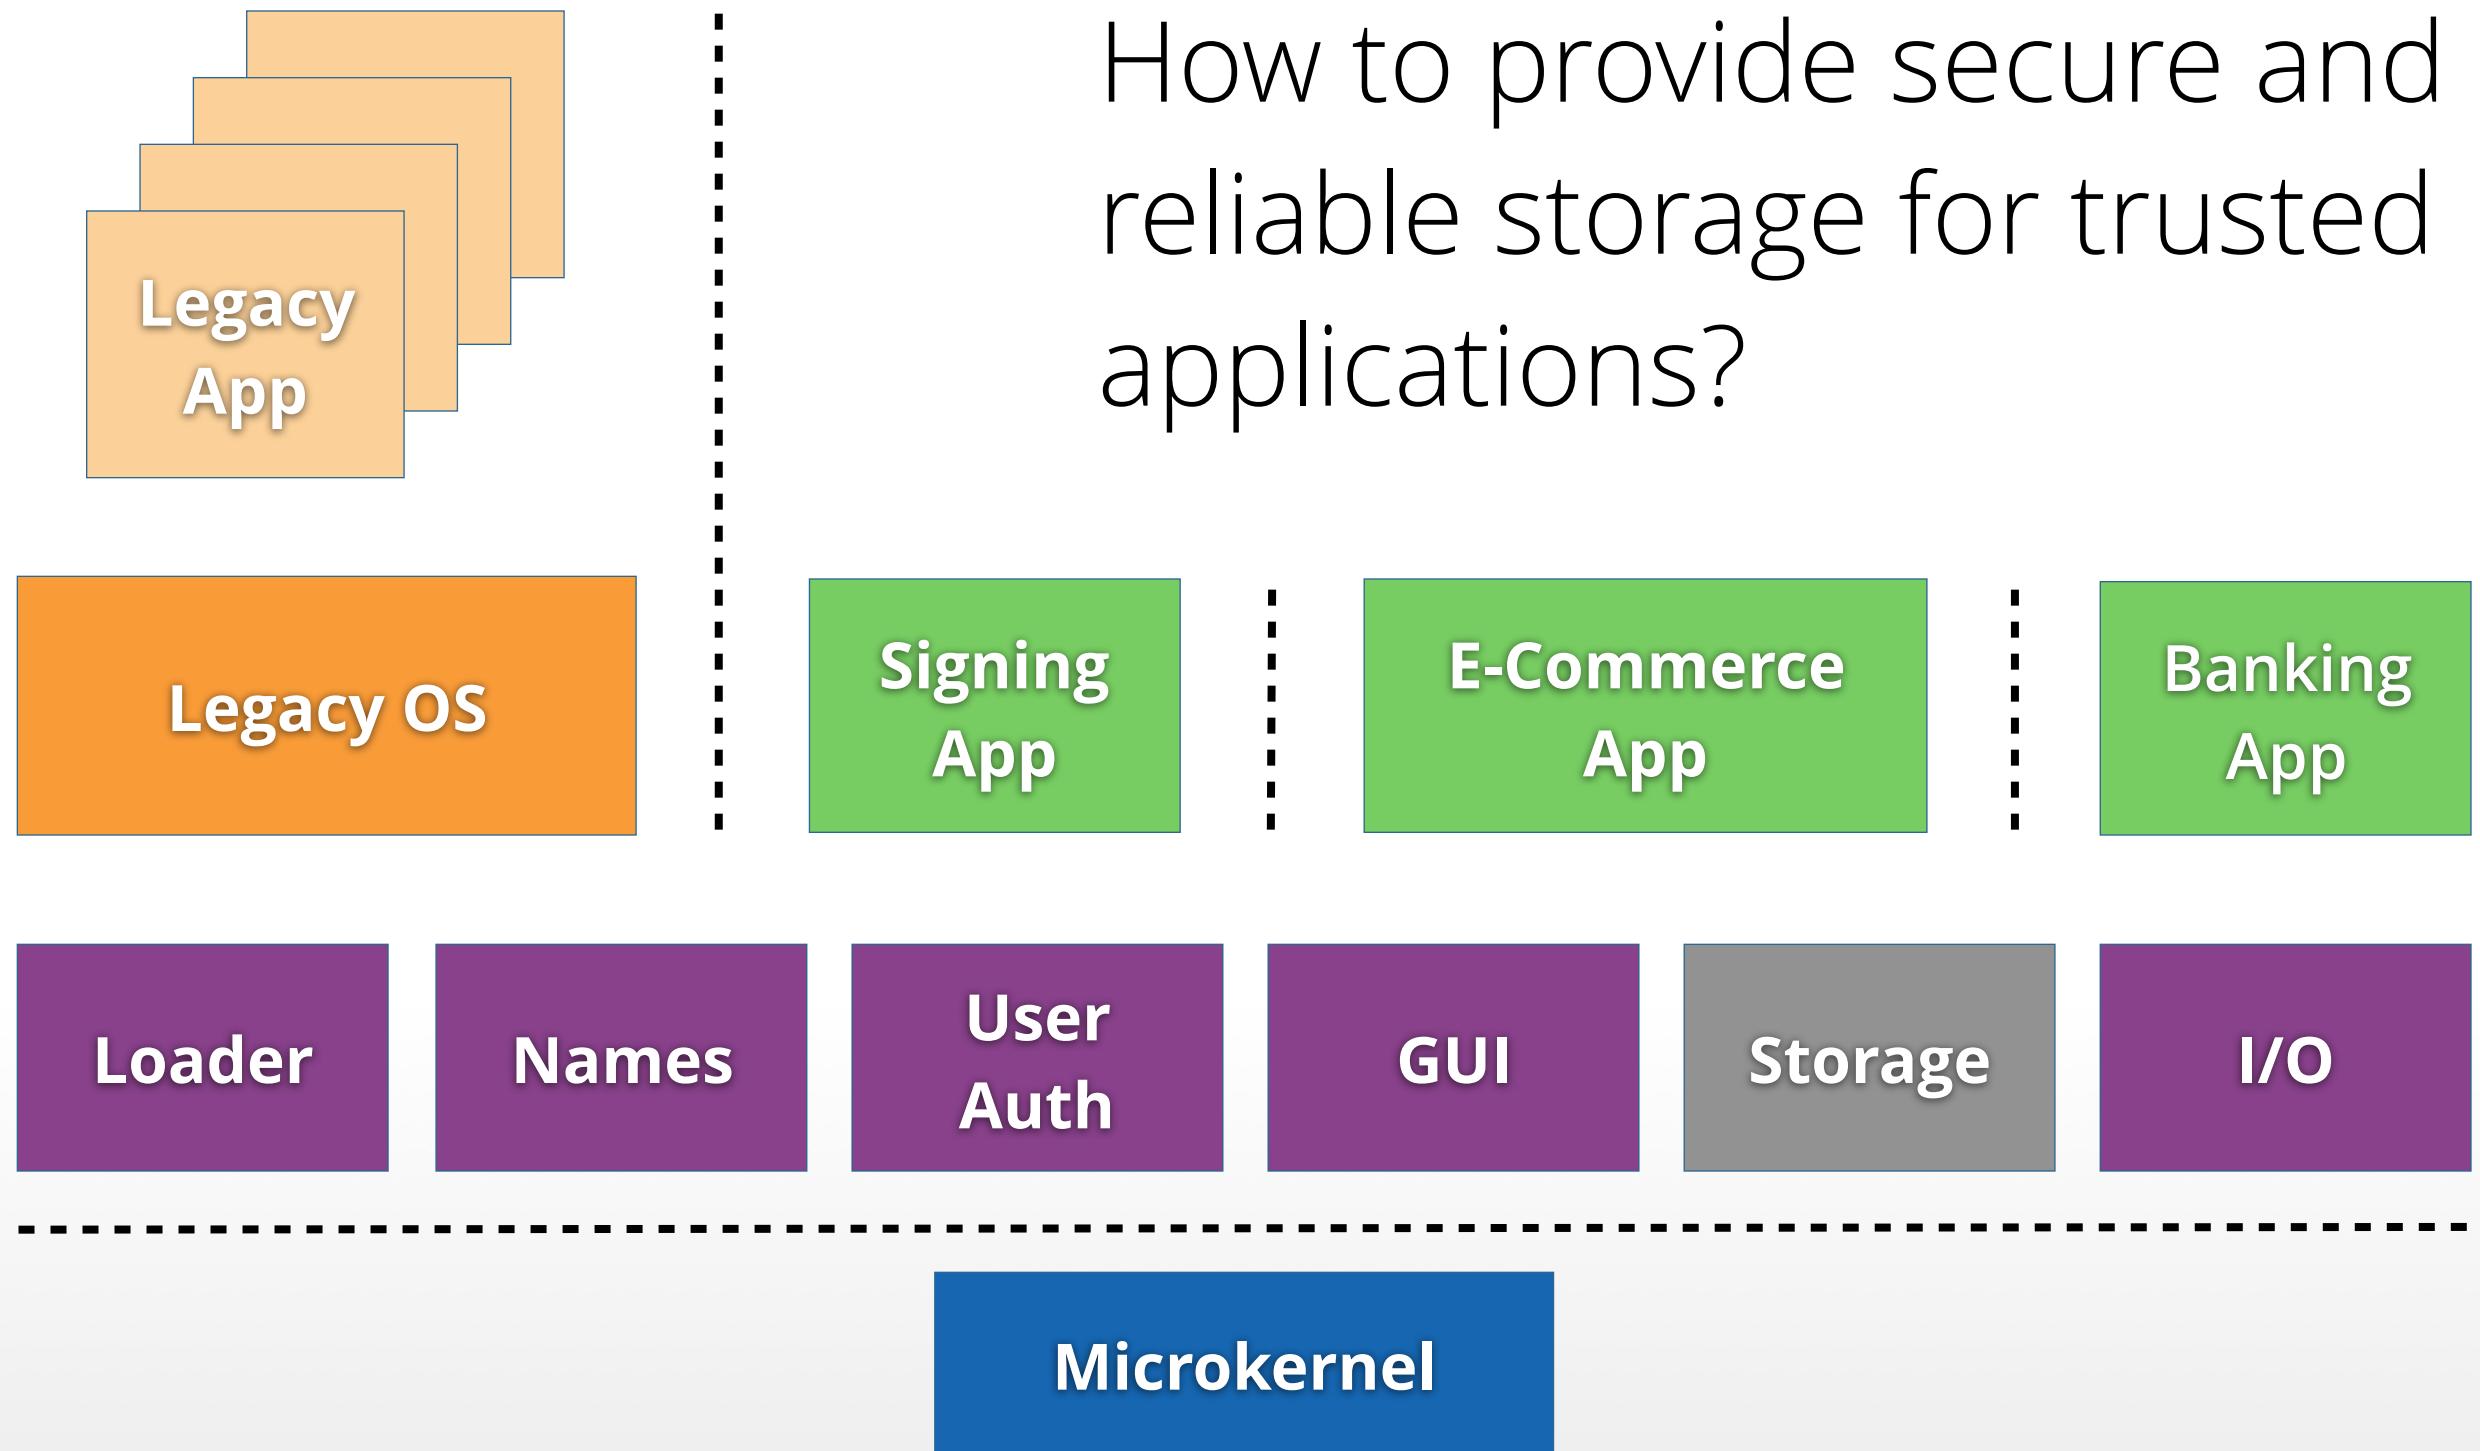 How to provide secure and
reliable storage for trusted
applications?
Legacy
App
Legacy OS
Signing
App
E-Commerce
App
Banking
App
Loader
Names
User
Auth
GUI
Storage
I/O
Microkernel